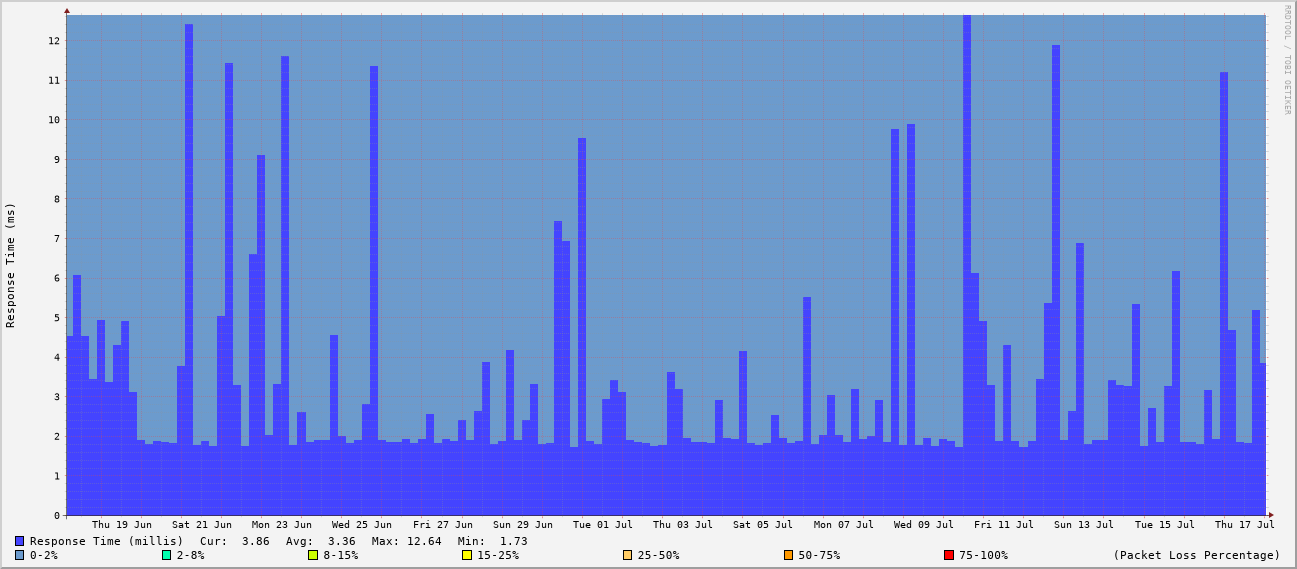 RRDTOOL / TOBI OETIKER
Response Time (ms)
12
11
10
9
8
7
6
5
4
3
2
1
0
Thu 19 Jun Sat 21 Jun Mon 23 Jun Wed 25 Jun Fri 27 Jun Sun 29 Jun Tue 01 Jul Thu 03 Jul Sat 05 Jul Mon 07 Jul Wed 09 Jul Fri 11 Jul Sun 13 Jul Tue 15 Jul Thu 17 Jul
Response Time (millis) Cur: 3.86 Avg: 3.36 Max: 12.64 Min: 1.73
0-2% 2-8% 8-15% 15-25% 25-50% 50-75% 75-100% (Packet Loss Percentage)